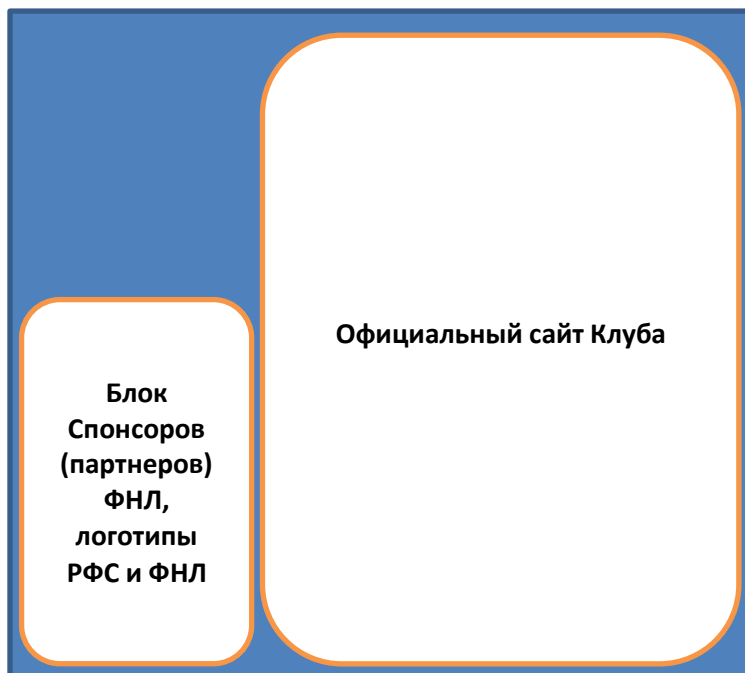 Официальный сайт Клуба
Блок
Спонсоров
(партнеров)
ФНЛ,
логотипы
РФС и ФНЛ